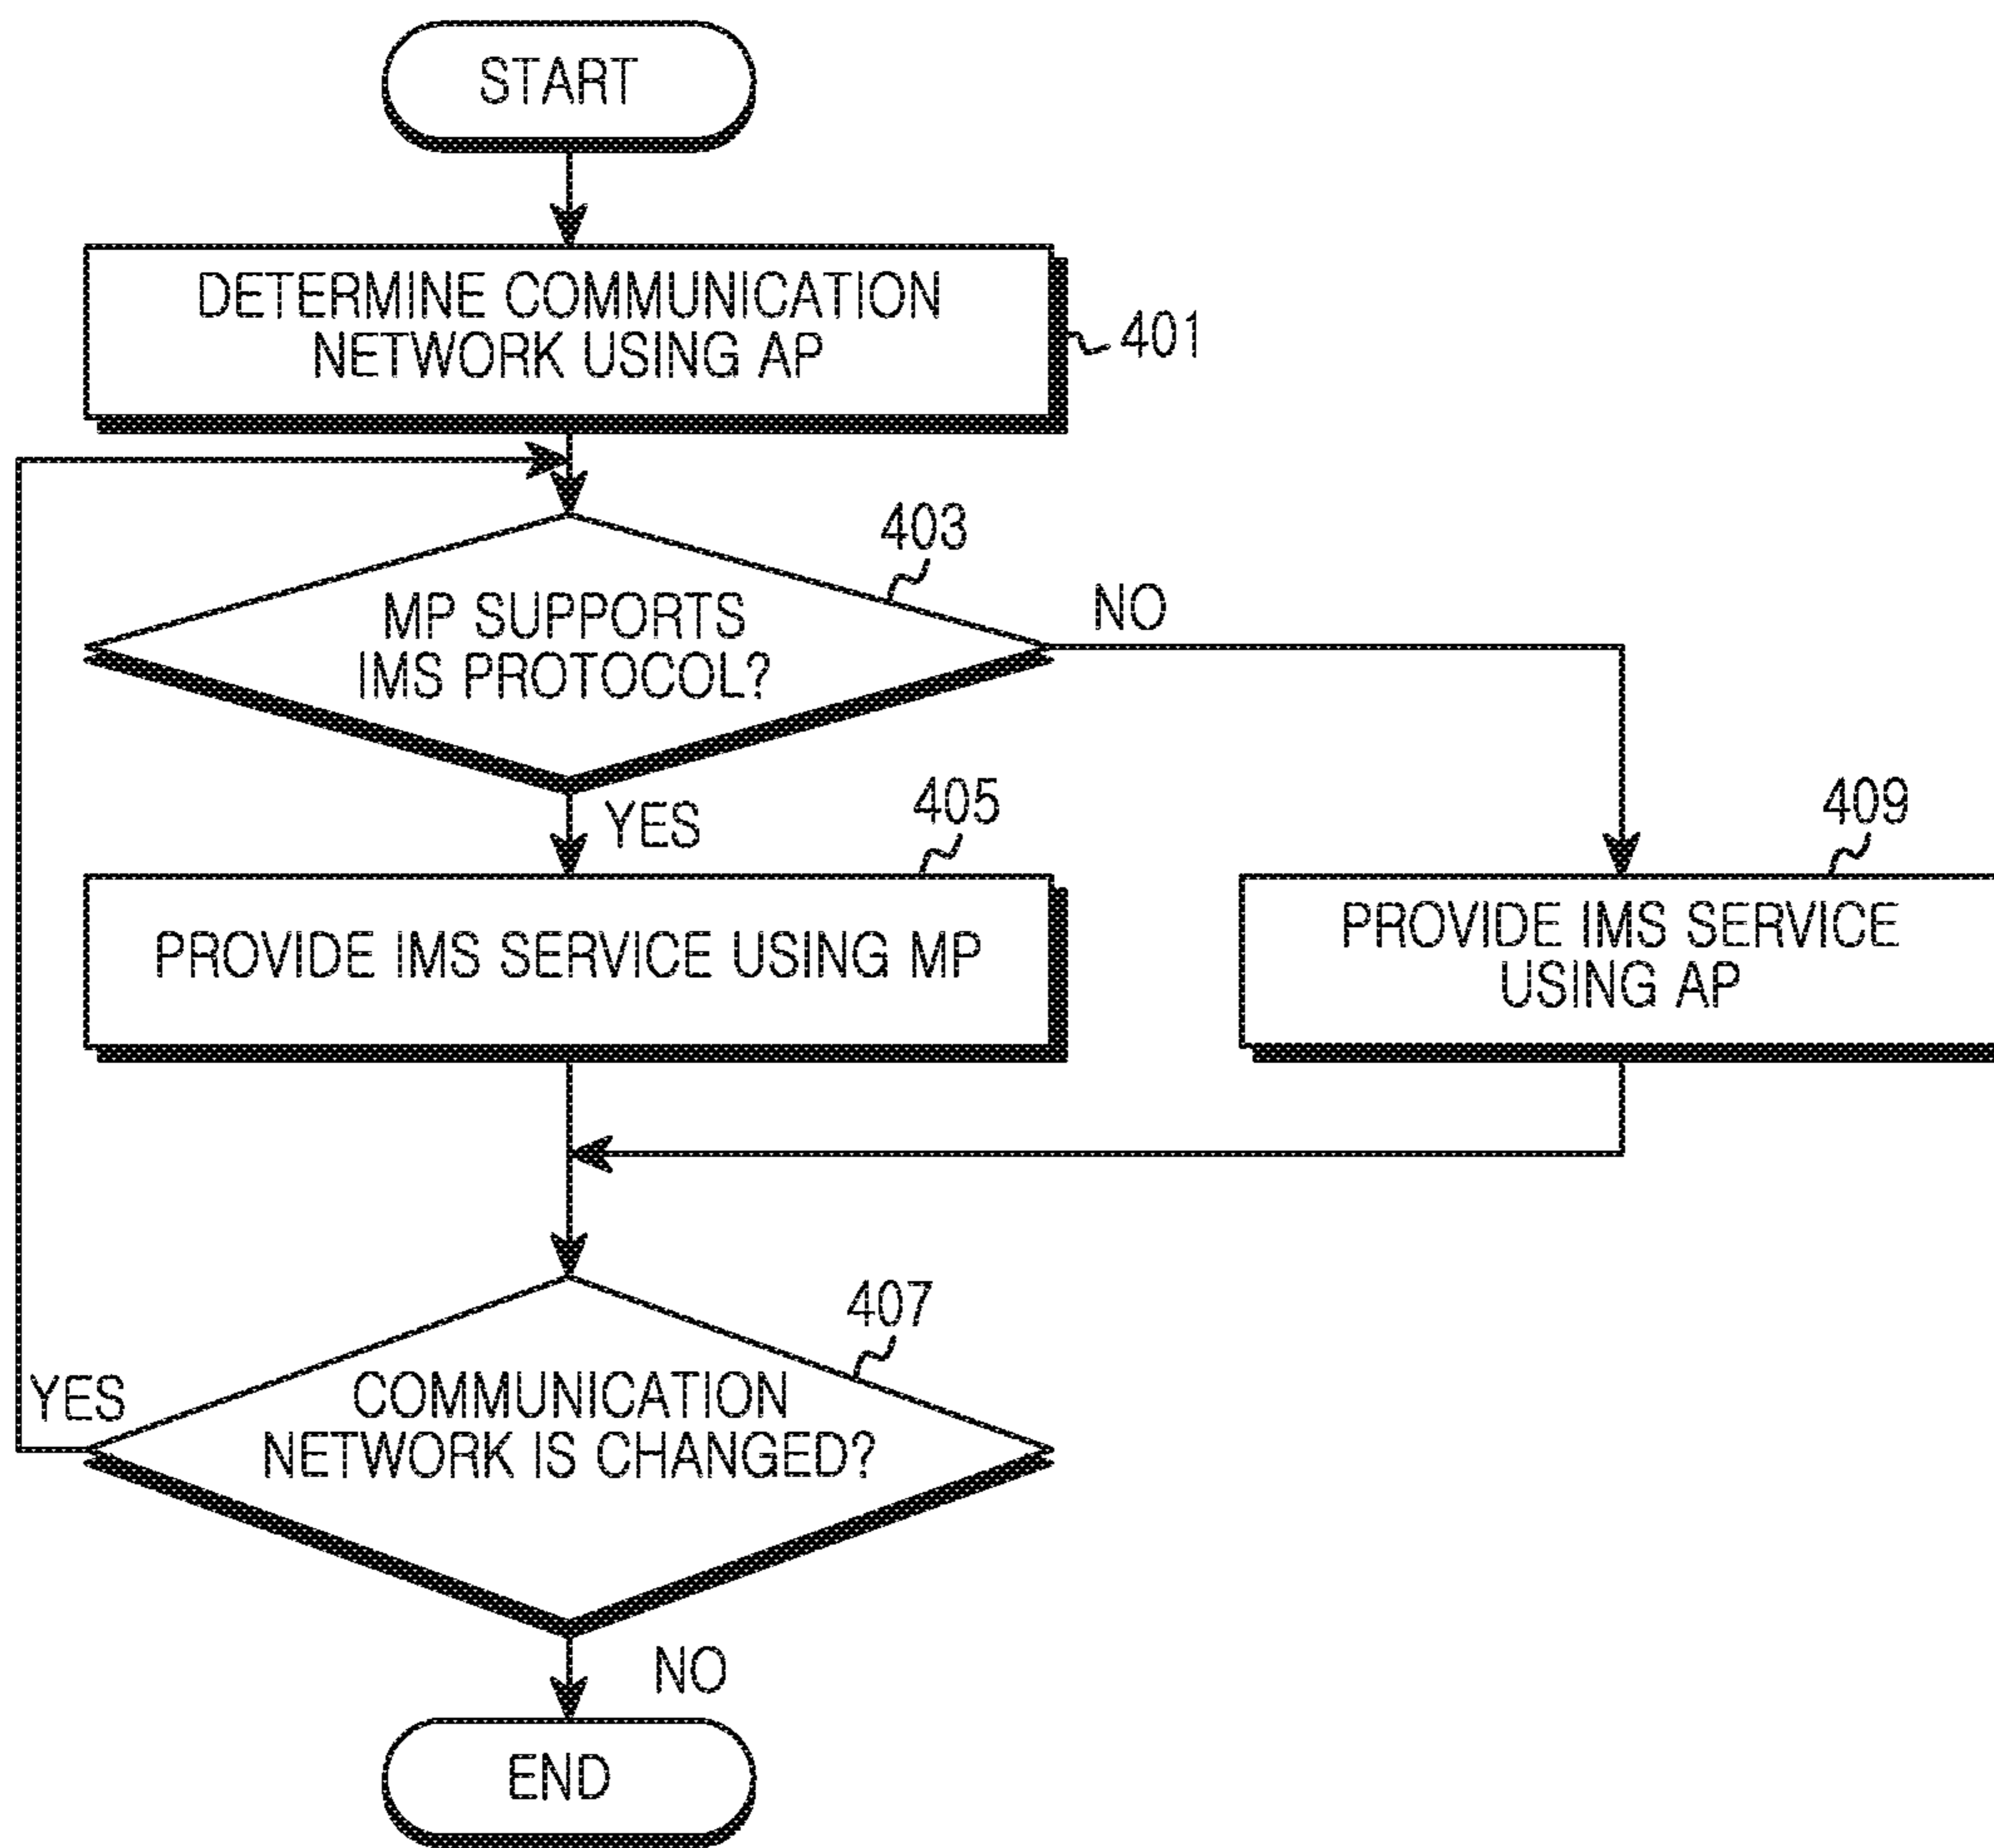 START
DETERMINE COMMUNICATION
NETWORK USING AP
401
403
MP SUPPORTS
IMS PROTOCOL?
NO
YES
405
409
PROVIDE IMS SERVICE USING MP
PROVIDE IMS SERVICE
USING AP
407
COMMUNICATION
NETWORK IS CHANGED?
YES
NO
END